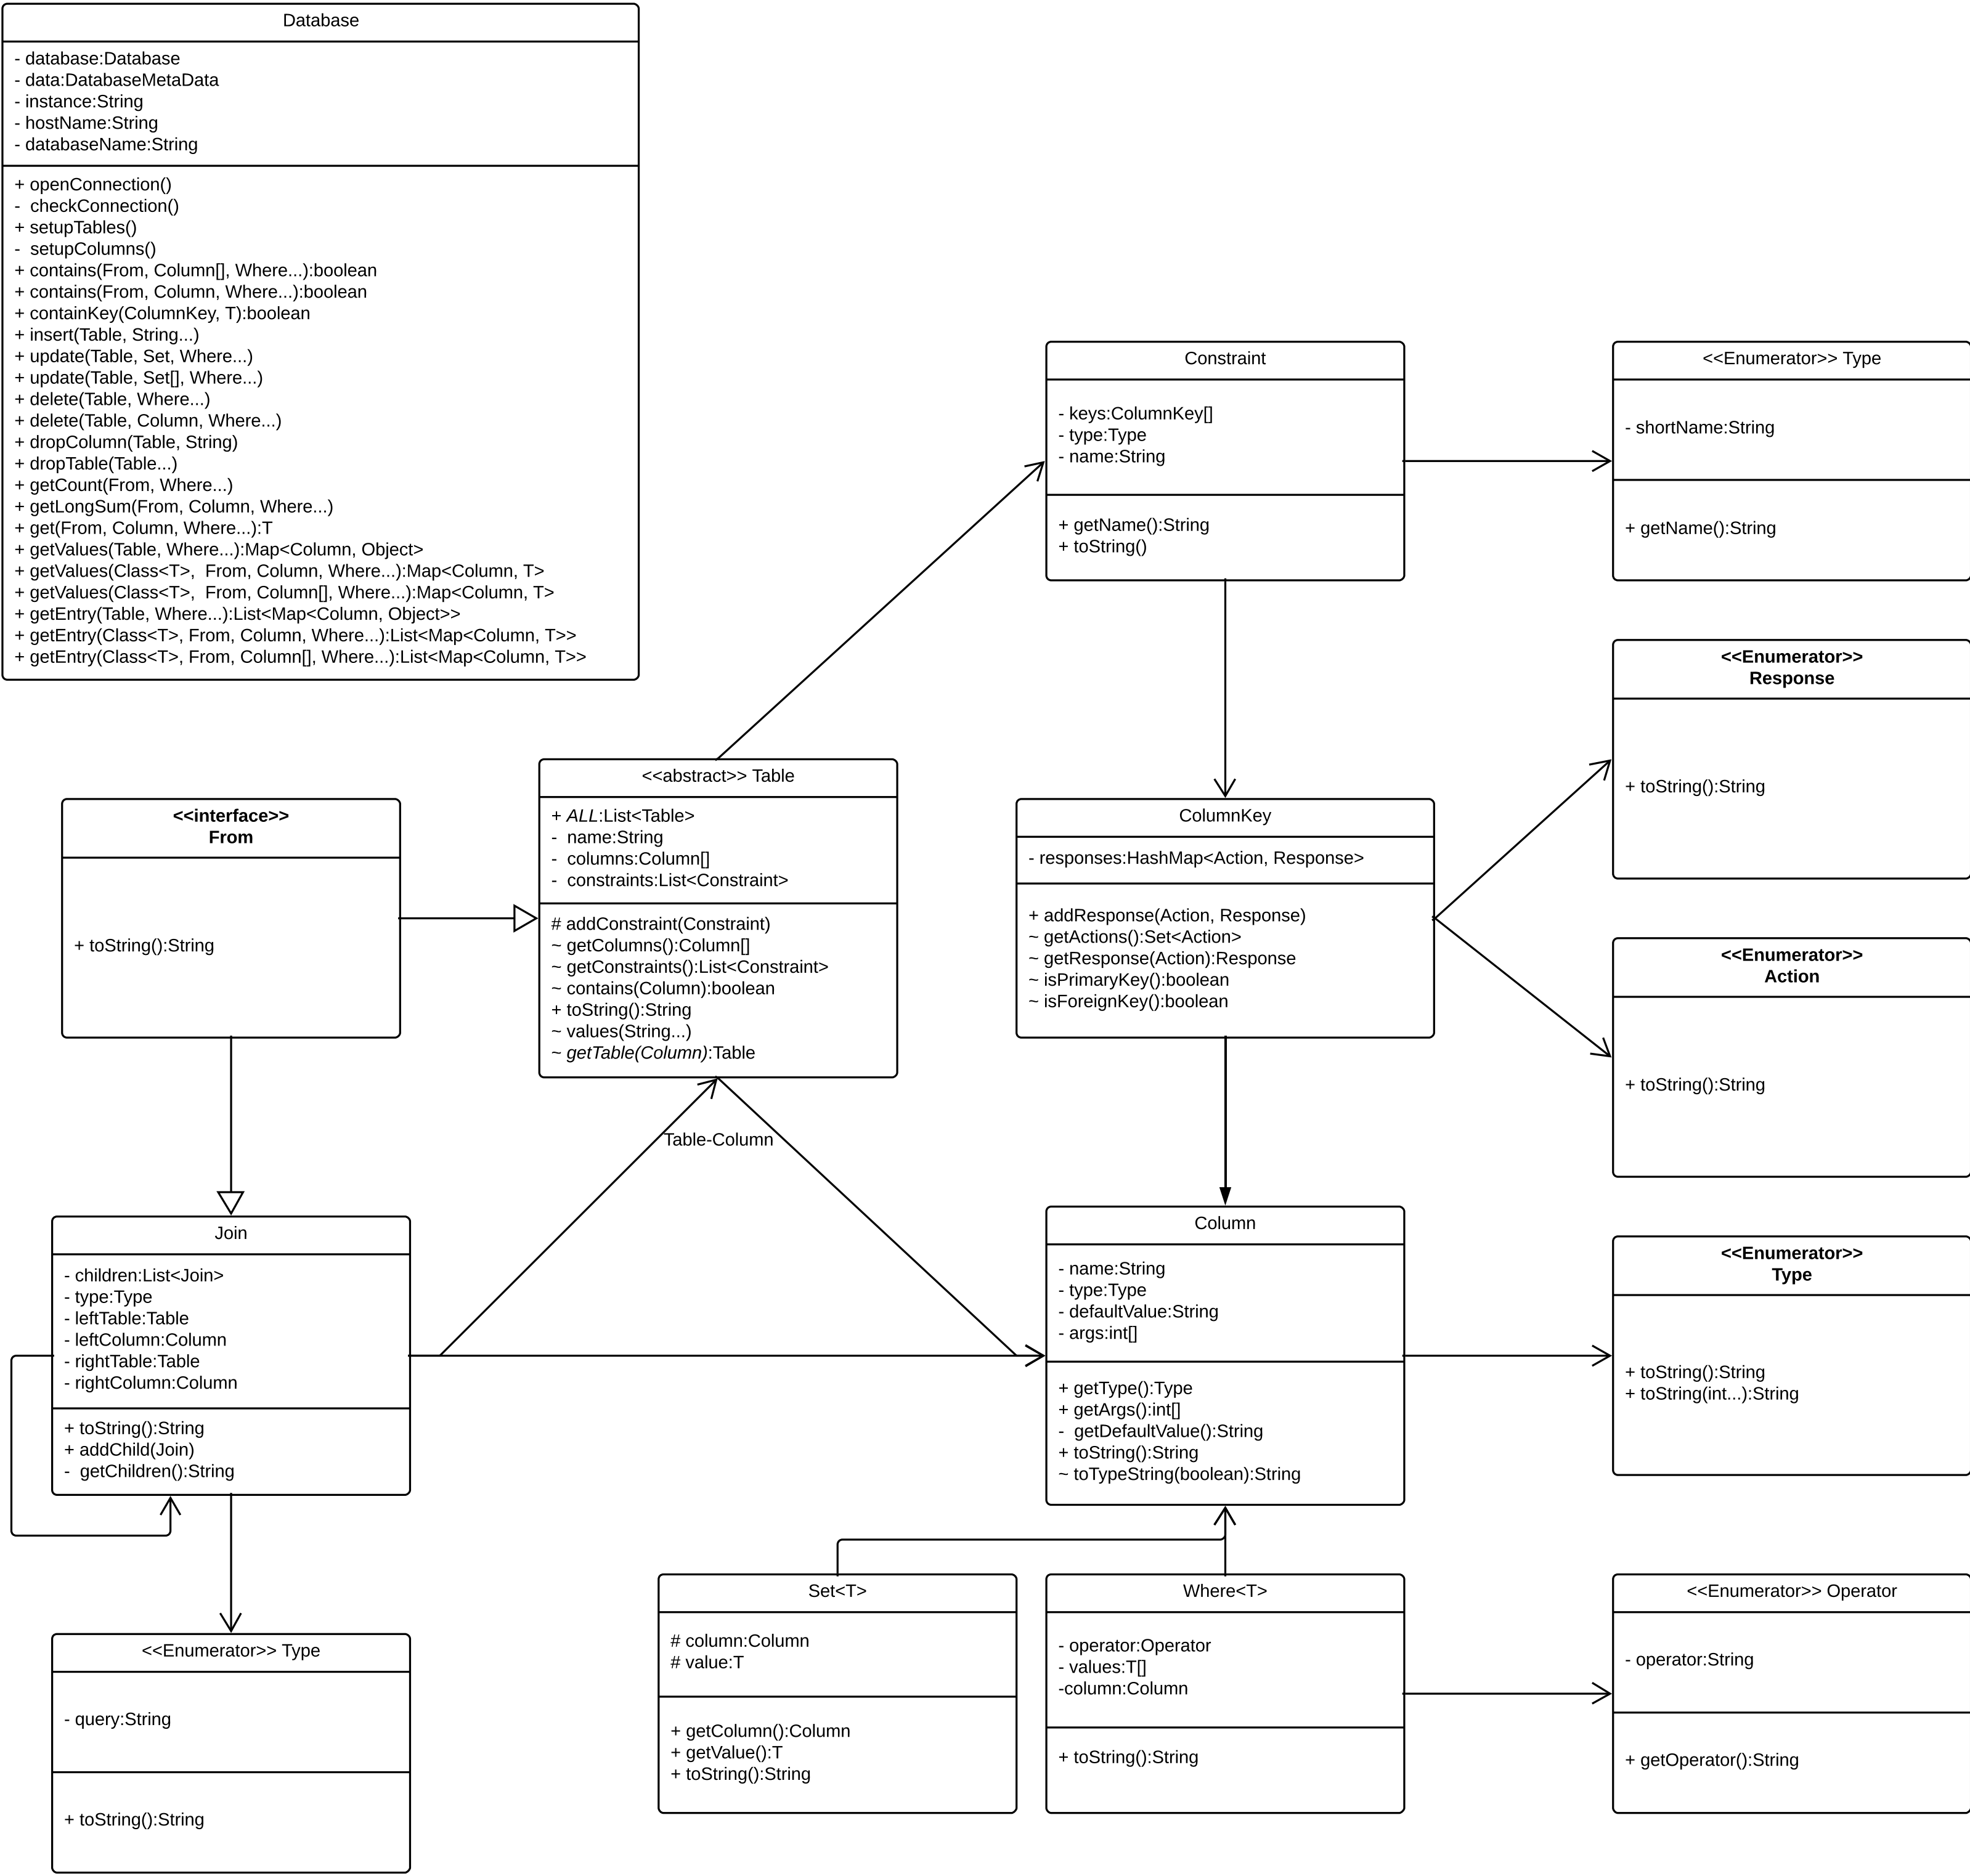 Database
- database:Database
- data:DatabaseMetaData
- instance:String
- hostName:String
- databaseName:String
+ openConnection()
-  checkConnection()
+ setupTables()
-  setupColumns()
+ contains(From, Column[], Where...):boolean
+ contains(From, Column, Where...):boolean
+ containKey(ColumnKey, T):boolean
+ insert(Table, String...)
+ update(Table, Set, Where...)
+ update(Table, Set[], Where...)
+ delete(Table, Where...)
+ delete(Table, Column, Where...)
+ dropColumn(Table, String)
+ dropTable(Table...)
+ getCount(From, Where...)
+ getLongSum(From, Column, Where...)
+ get(From, Column, Where...):T
+ getValues(Table, Where...):Map<Column, Object>
+ getValues(Class<T>,  From, Column, Where...):Map<Column, T>
+ getValues(Class<T>,  From, Column[], Where...):Map<Column, T>
+ getEntry(Table, Where...):List<Map<Column, Object>>
+ getEntry(Class<T>, From, Column, Where...):List<Map<Column, T>>
+ getEntry(Class<T>, From, Column[], Where...):List<Map<Column, T>>
Constraint
- keys:ColumnKey[]
- type:Type
- name:String
+ getName():String
+ toString()
<<Enumerator>> Type
- shortName:String
+ getName():String
<<Enumerator>>
Response
+ toString():String
<<interface>>
From
+ toString():String
<<abstract>> Table
+ ALL:List<Table>
-  name:String
-  columns:Column[]
-  constraints:List<Constraint>
# addConstraint(Constraint)
~ getColumns():Column[]
~ getConstraints():List<Constraint>
~ contains(Column):boolean
+ toString():String
~ values(String...)
~ getTable(Column):Table
ColumnKey
- responses:HashMap<Action, Response>
+ addResponse(Action, Response)
~ getActions():Set<Action>
~ getResponse(Action):Response
~ isPrimaryKey():boolean
~ isForeignKey():boolean
<<Enumerator>>
Action
+ toString():String
Table-Column
Join
- children:List<Join>
- type:Type
- leftTable:Table
- leftColumn:Column
- rightTable:Table
- rightColumn:Column
+ toString():String
+ addChild(Join)
-  getChildren():String
Column
- name:String
- type:Type
- defaultValue:String
- args:int[]
+ getType():Type
+ getArgs():int[]
-  getDefaultValue():String
+ toString():String
~ toTypeString(boolean):String
<<Enumerator>>
Type
+ toString():String
+ toString(int...):String
<<Enumerator>> Type
- query:String
+ toString():String
Set<T>
# column:Column
# value:T
+ getColumn():Column
+ getValue():T
+ toString():String
Where<T>
- operator:Operator
- values:T[]
-column:Column
+ toString():String
<<Enumerator>> Operator
- operator:String
+ getOperator():String